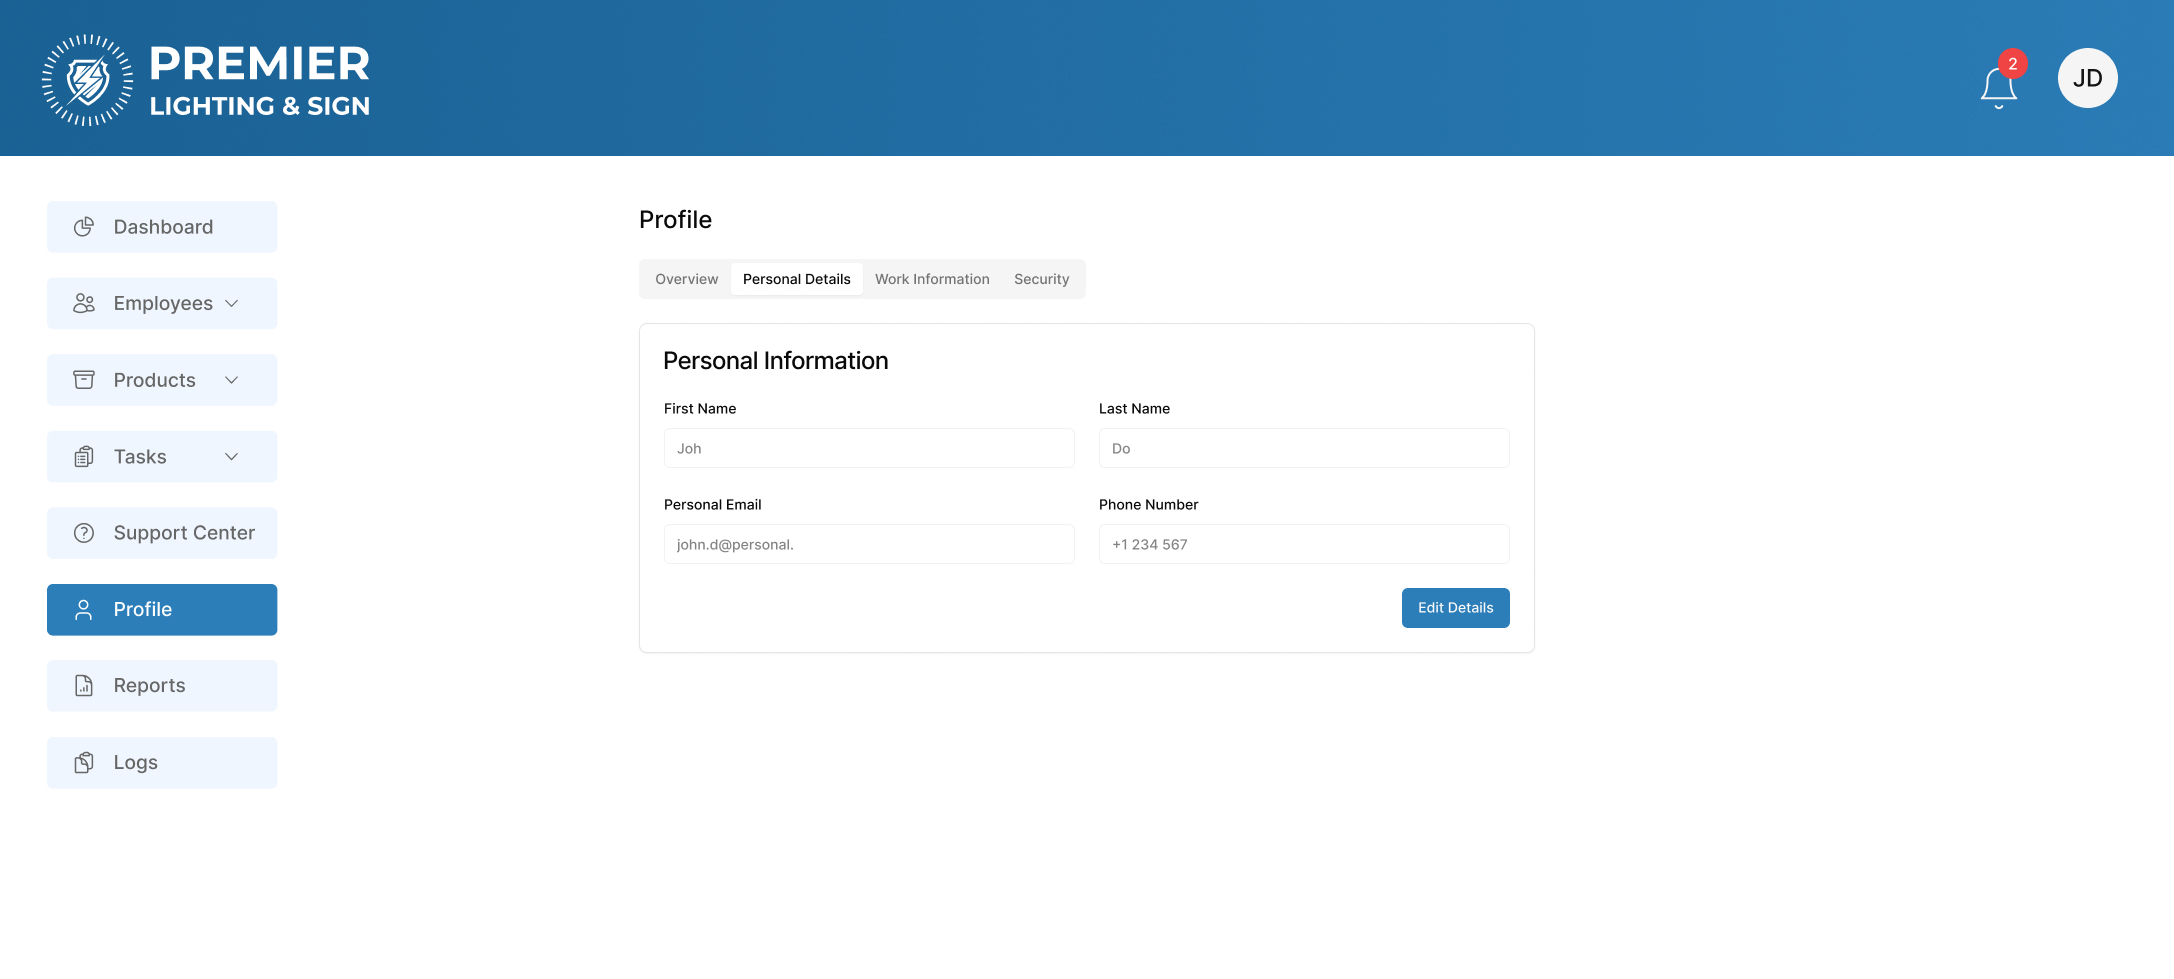 PREMIER
LIGHTING & SIGN
2
JD
Dashboard
Employees
Products
Tasks
Support Center
Profile
Reports
Logs
Profile
Overview Personal Details Work Information Security
Personal Information
First Name Last Name
Joh Do
Personal Email Phone Number
john.d@personal. +1 234 567
Edit Details